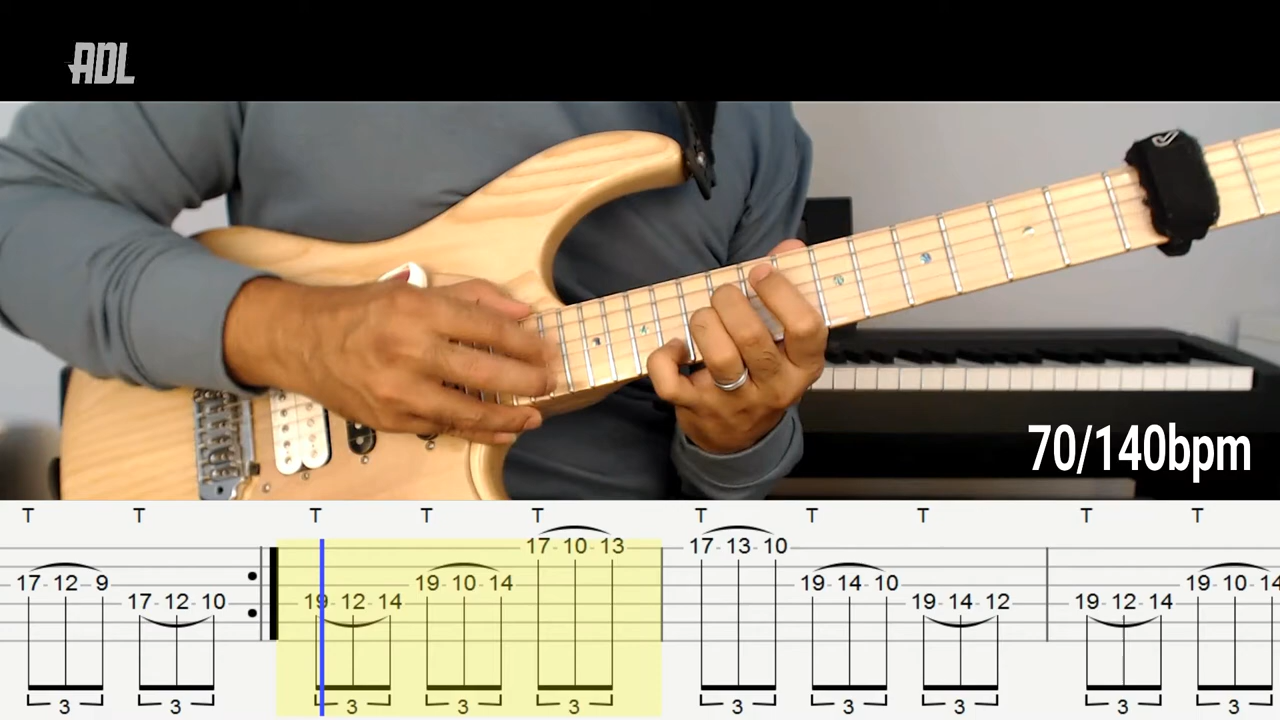 ADL
70/140bpm
T T T T T T T T T T
17 10 13 17 13 10
17 12 9 19 10 14 19 14 10 19 10 14
17 12 10 19 12 14 19 14 12 19 12 14
3 3 3 3 3 3 3 3 3 3